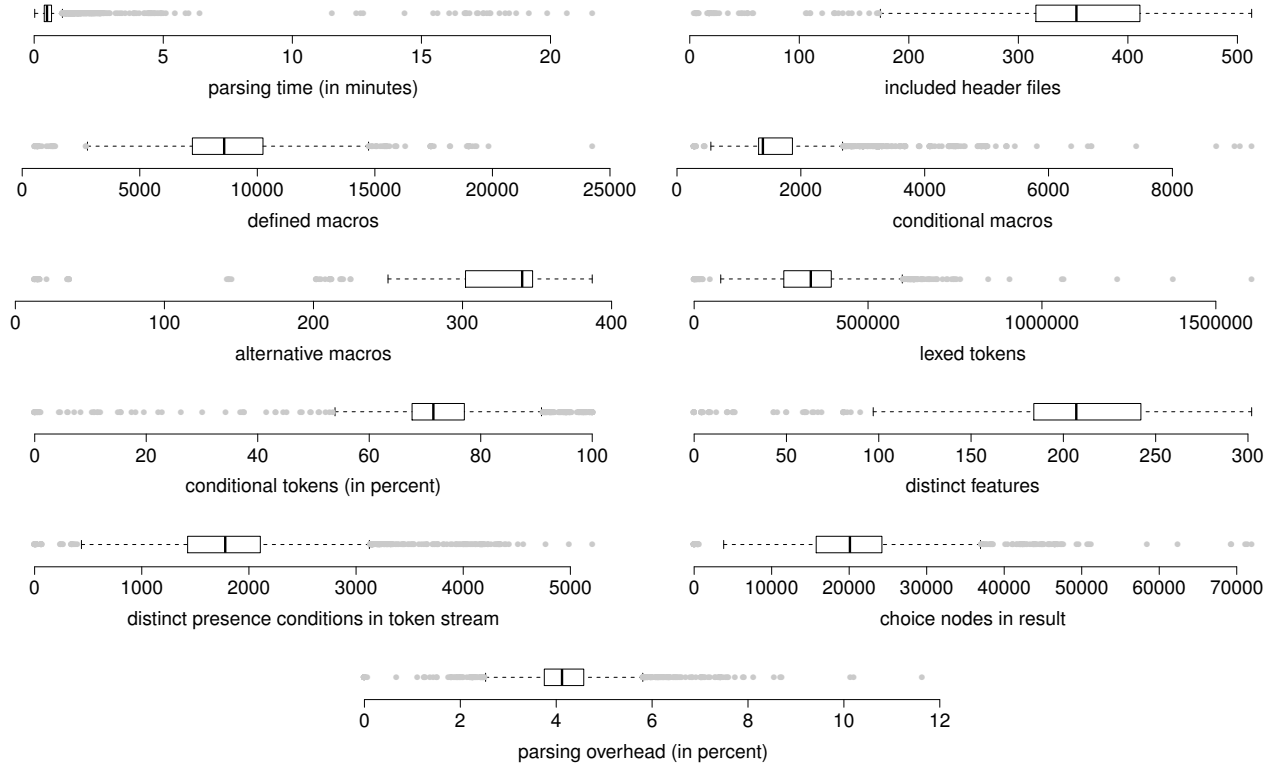 0 5 10 15 20
parsing time (in minutes)
0 100 200 300 400 500
included header files
0 5000 10000 15000 20000 25000
defined macros
0 2000 4000 6000 8000
conditional macros
0 100 200 300 400
alternative macros
0 500000 1000000 1500000
lexed tokens
0 20 40 60 80 100
conditional tokens (in percent)
0 50 100 150 200 250 300
distinct features
0 1000 2000 3000 4000 5000
distinct presence conditions in token stream
0 10000 20000 30000 40000 50000 60000 70000
choice nodes in result
0 2 4 6 8 10 12
parsing overhead (in percent)